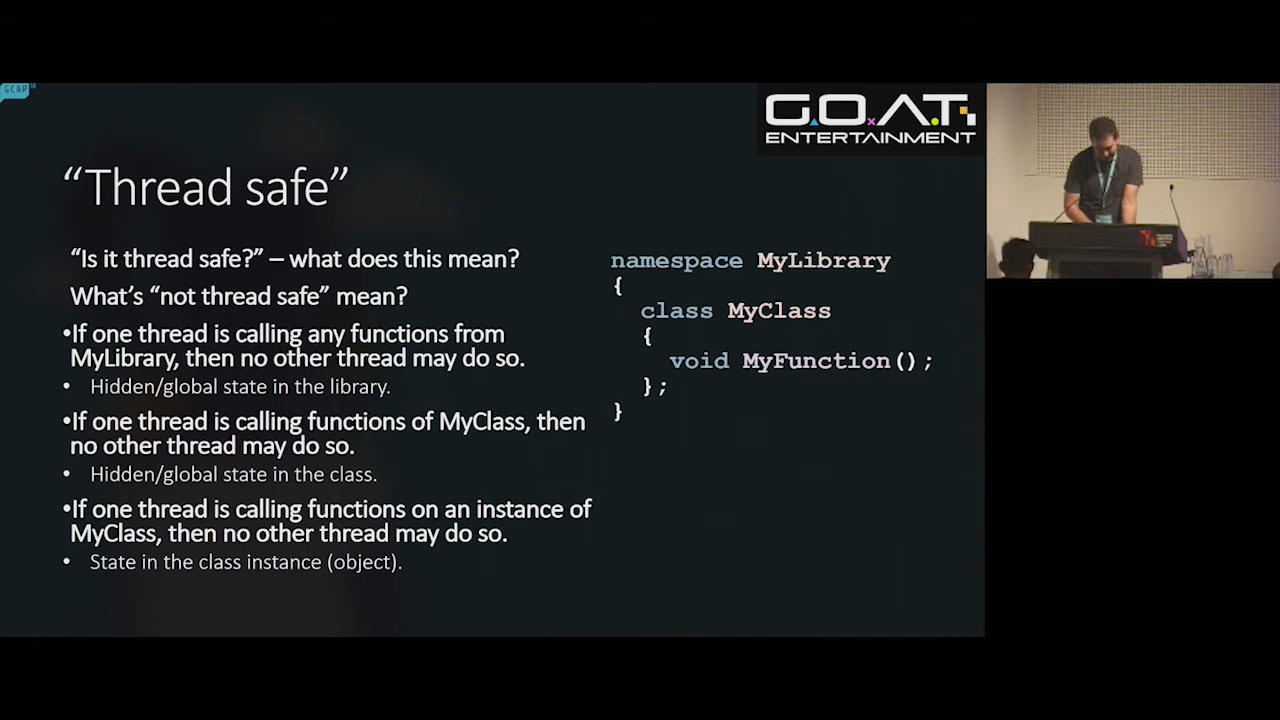 GCAP
G.O.A.T.
ENTERTAINMENT
“Thread safe”
“Is it thread safe?” – what does this mean?
What’s “not thread safe” mean?
•If one thread is calling any functions from
MyLibrary, then no other thread may do so.
• Hidden/global state in the library.
•If one thread is calling functions of MyClass, then
no other thread may do so.
• Hidden/global state in the class.
•If one thread is calling functions on an instance of
MyClass, then no other thread may do so.
• State in the class instance (object).
namespace MyLibrary
{
class MyClass
{
void MyFunction();
};
}